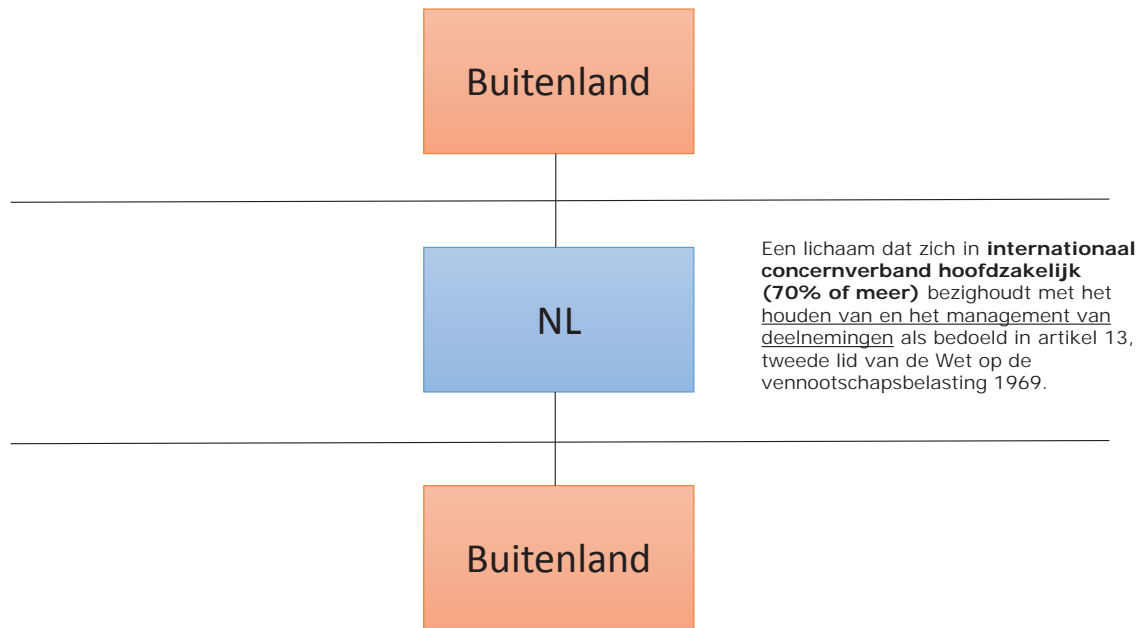 Buitenland
NL
Een lichaam dat zich in internationaal
concernverband hoofdzakelijk
(70% of meer) bezighoudt met het
houden van en het management van
deelnemingen als bedoeld in artikel 13,
tweede lid van de Wet op de
vennootschapsbelasting 1969.
Buitenland